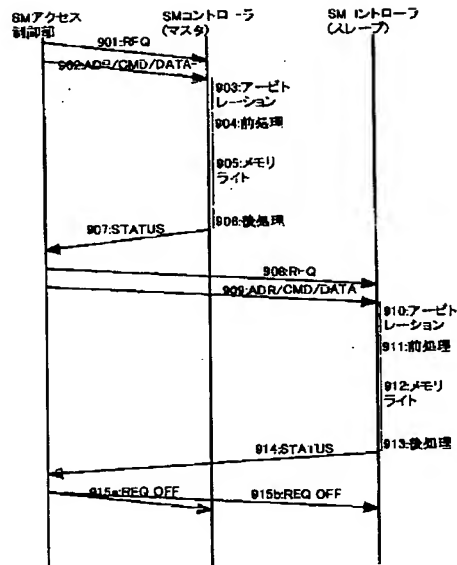 SMアクセス
制御部
SMコントロ-ラ
(マスタ)
SM コントローラ
(スレーブ)
901:REQ
902:ADR/CMD/DATA
903:アービト
レーション
904:前処理
905:メモリ
ライト
906:後処理
907:STATUS
908:REQ
909:ADR/CMD/DATA
910:アービト
レーション
911:前処理
912:メモリ
ライト
913:後処理
914:STATUS
915a:REQ OFF
915b:REQ OFF